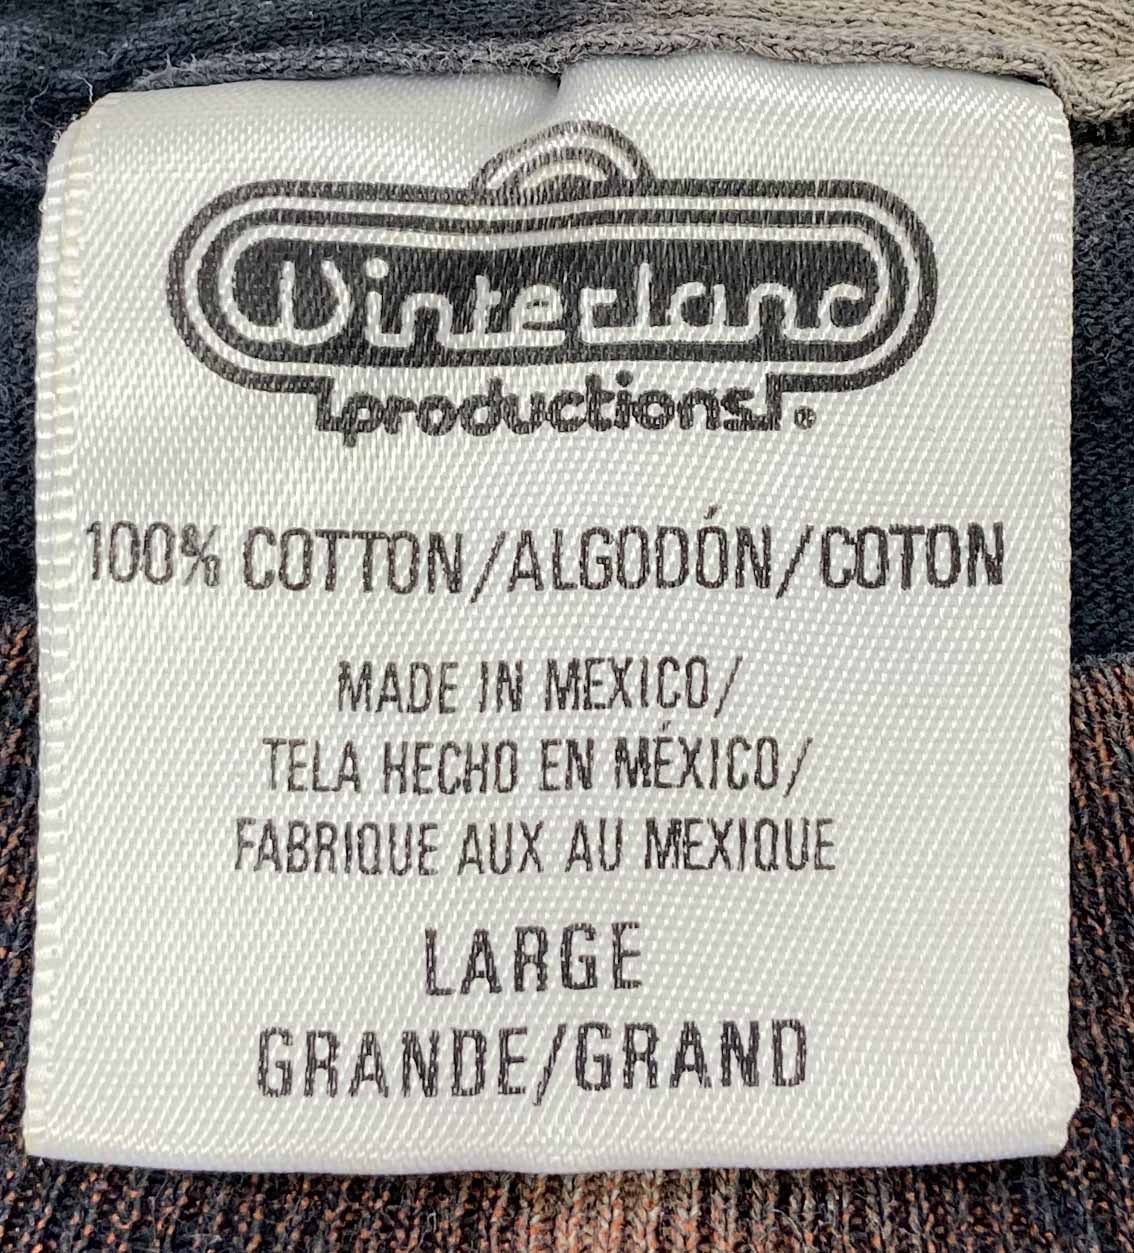 Winterland
productions®
100% COTTON/ALGODÓN/COTON
MADE IN MEXICO/
TELA HECHO EN MÉXICO/
FABRIQUE AUX AU MEXIQUE
LARGE
GRANDE/GRAND